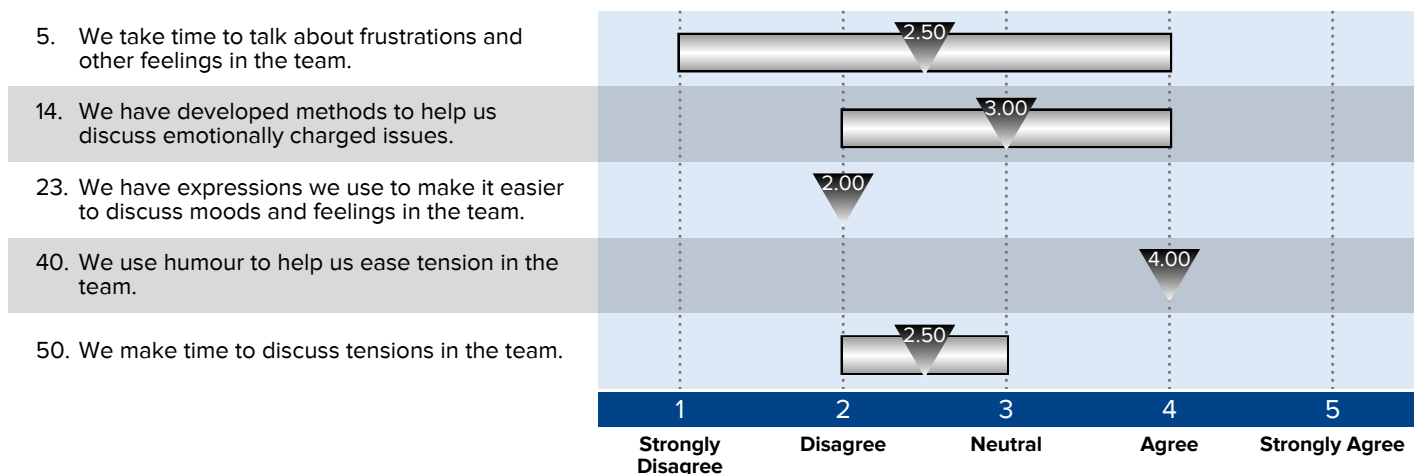 5. We take time to talk about frustrations and
other feelings in the team.
2.50
14. We have developed methods to help us
discuss emotionally charged issues.
3.00
23. We have expressions we use to make it easier
to discuss moods and feelings in the team.
2.00
40. We use humour to help us ease tension in the
team.
4.00
50. We make time to discuss tensions in the team.
2.50
1 2 3 4 5
Strongly Disagree Neutral Agree Strongly Agree
Disagree